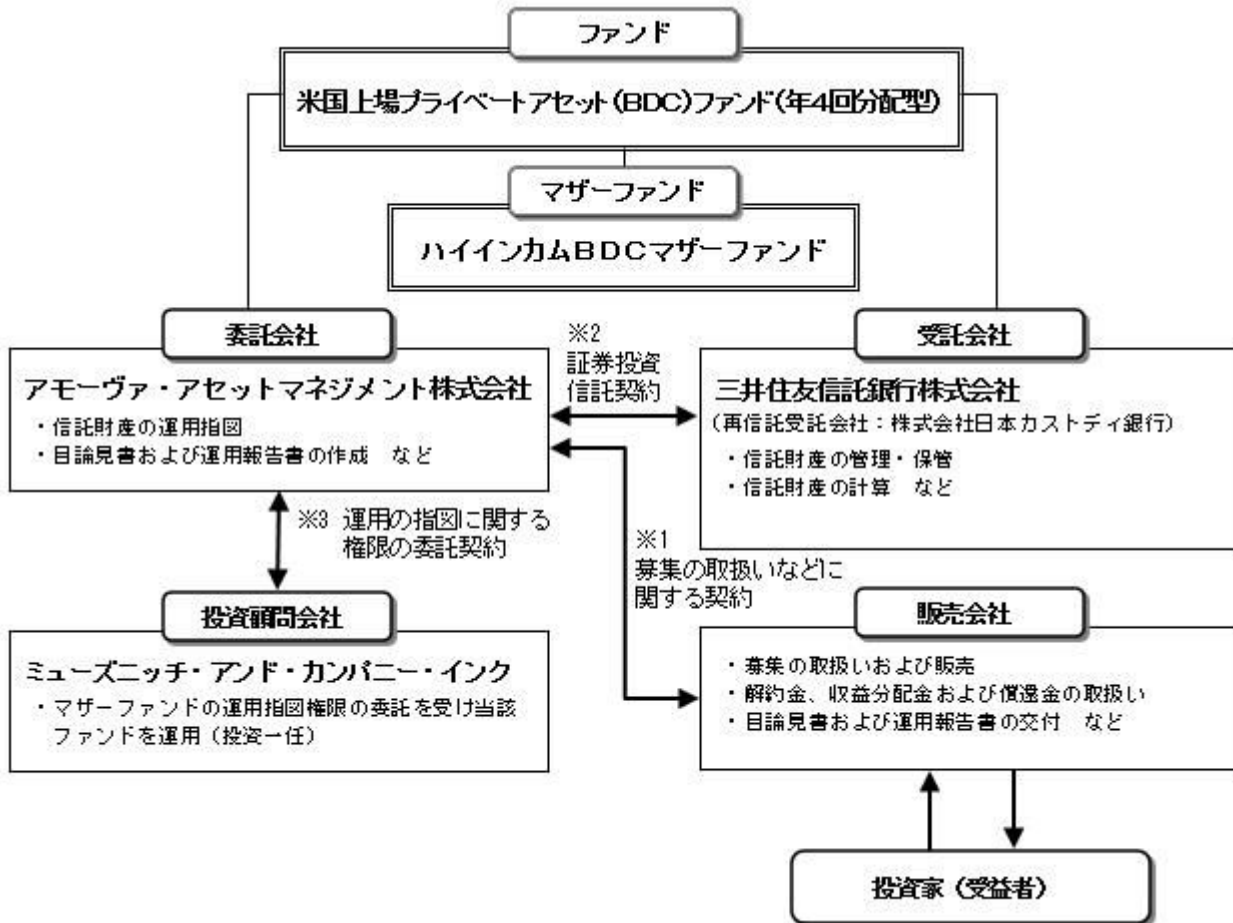 ファンド
米国上場プライベートアセット(BDC)ファンド(年4回分配型)
マザーファンド
ハイインカムBDCマザーファンド
委託会社
アモーヴァ・アセットマネジメント株式会社
・信託財産の運用指図
・目論見書および運用報告書の作成 など
※2
証券投資
信託契約
受託会社
三井住友信託銀行株式会社
(再信託受託会社:株式会社日本カストディ銀行)
・信託財産の管理・保管
・信託財産の計算 など
※3 運用の指図に関する
権限の委託契約
※1
募集の取扱いなどに
関する契約
投資顧問会社
ミューズニッチ・アンド・カンパニー・インク
・マザーファンドの運用指図権限の委託を受け当該
ファンドを運用(投資一任)
販売会社
・募集の取扱いおよび販売
・解約金、収益分配金および償還金の取扱い
・目論見書および運用報告書の交付 など
投資家(受益者)